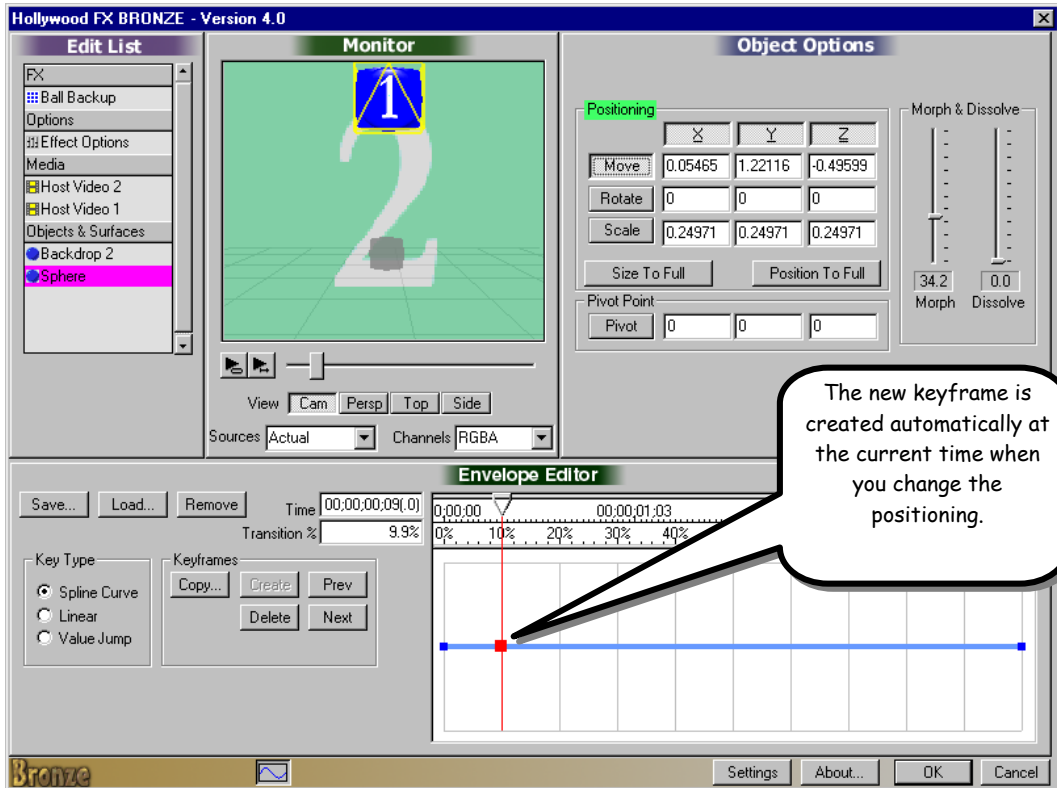 Hollywood FX BRONZE - Version 4.0
Edit List
FX
Ball Backup
Options
Effect Options
Media
Host Video 2
Host Video 1
Objects & Surfaces
Backdrop 2
Sphere
Monitor
1
2
View Cam Persp Top Side
Sources Actual Channels RGBA
Object Options
Positioning
X Y Z
Move 0.05465 1.22116 -0.49599
Rotate 0 0 0
Scale 0.24971 0.24971 0.24971
Size To Full Position To Full
Pivot Point
Pivot 0 0 0
Morph & Dissolve
34.2 0.0
Morph Dissolve
The new keyframe is
created automatically at
the current time when
you change the
positioning.
Envelope Editor
Save... Load... Remove Time 00;00;00;09(.0)
Transition % 9.9%
Key Type
Spline Curve
Linear
Value Jump
Keyframes
Copy... Create Prev
Delete Next
0;00;00 00;00;01;03
0% 10% 20% 30% 40%
Bronze
Settings About... OK Cancel